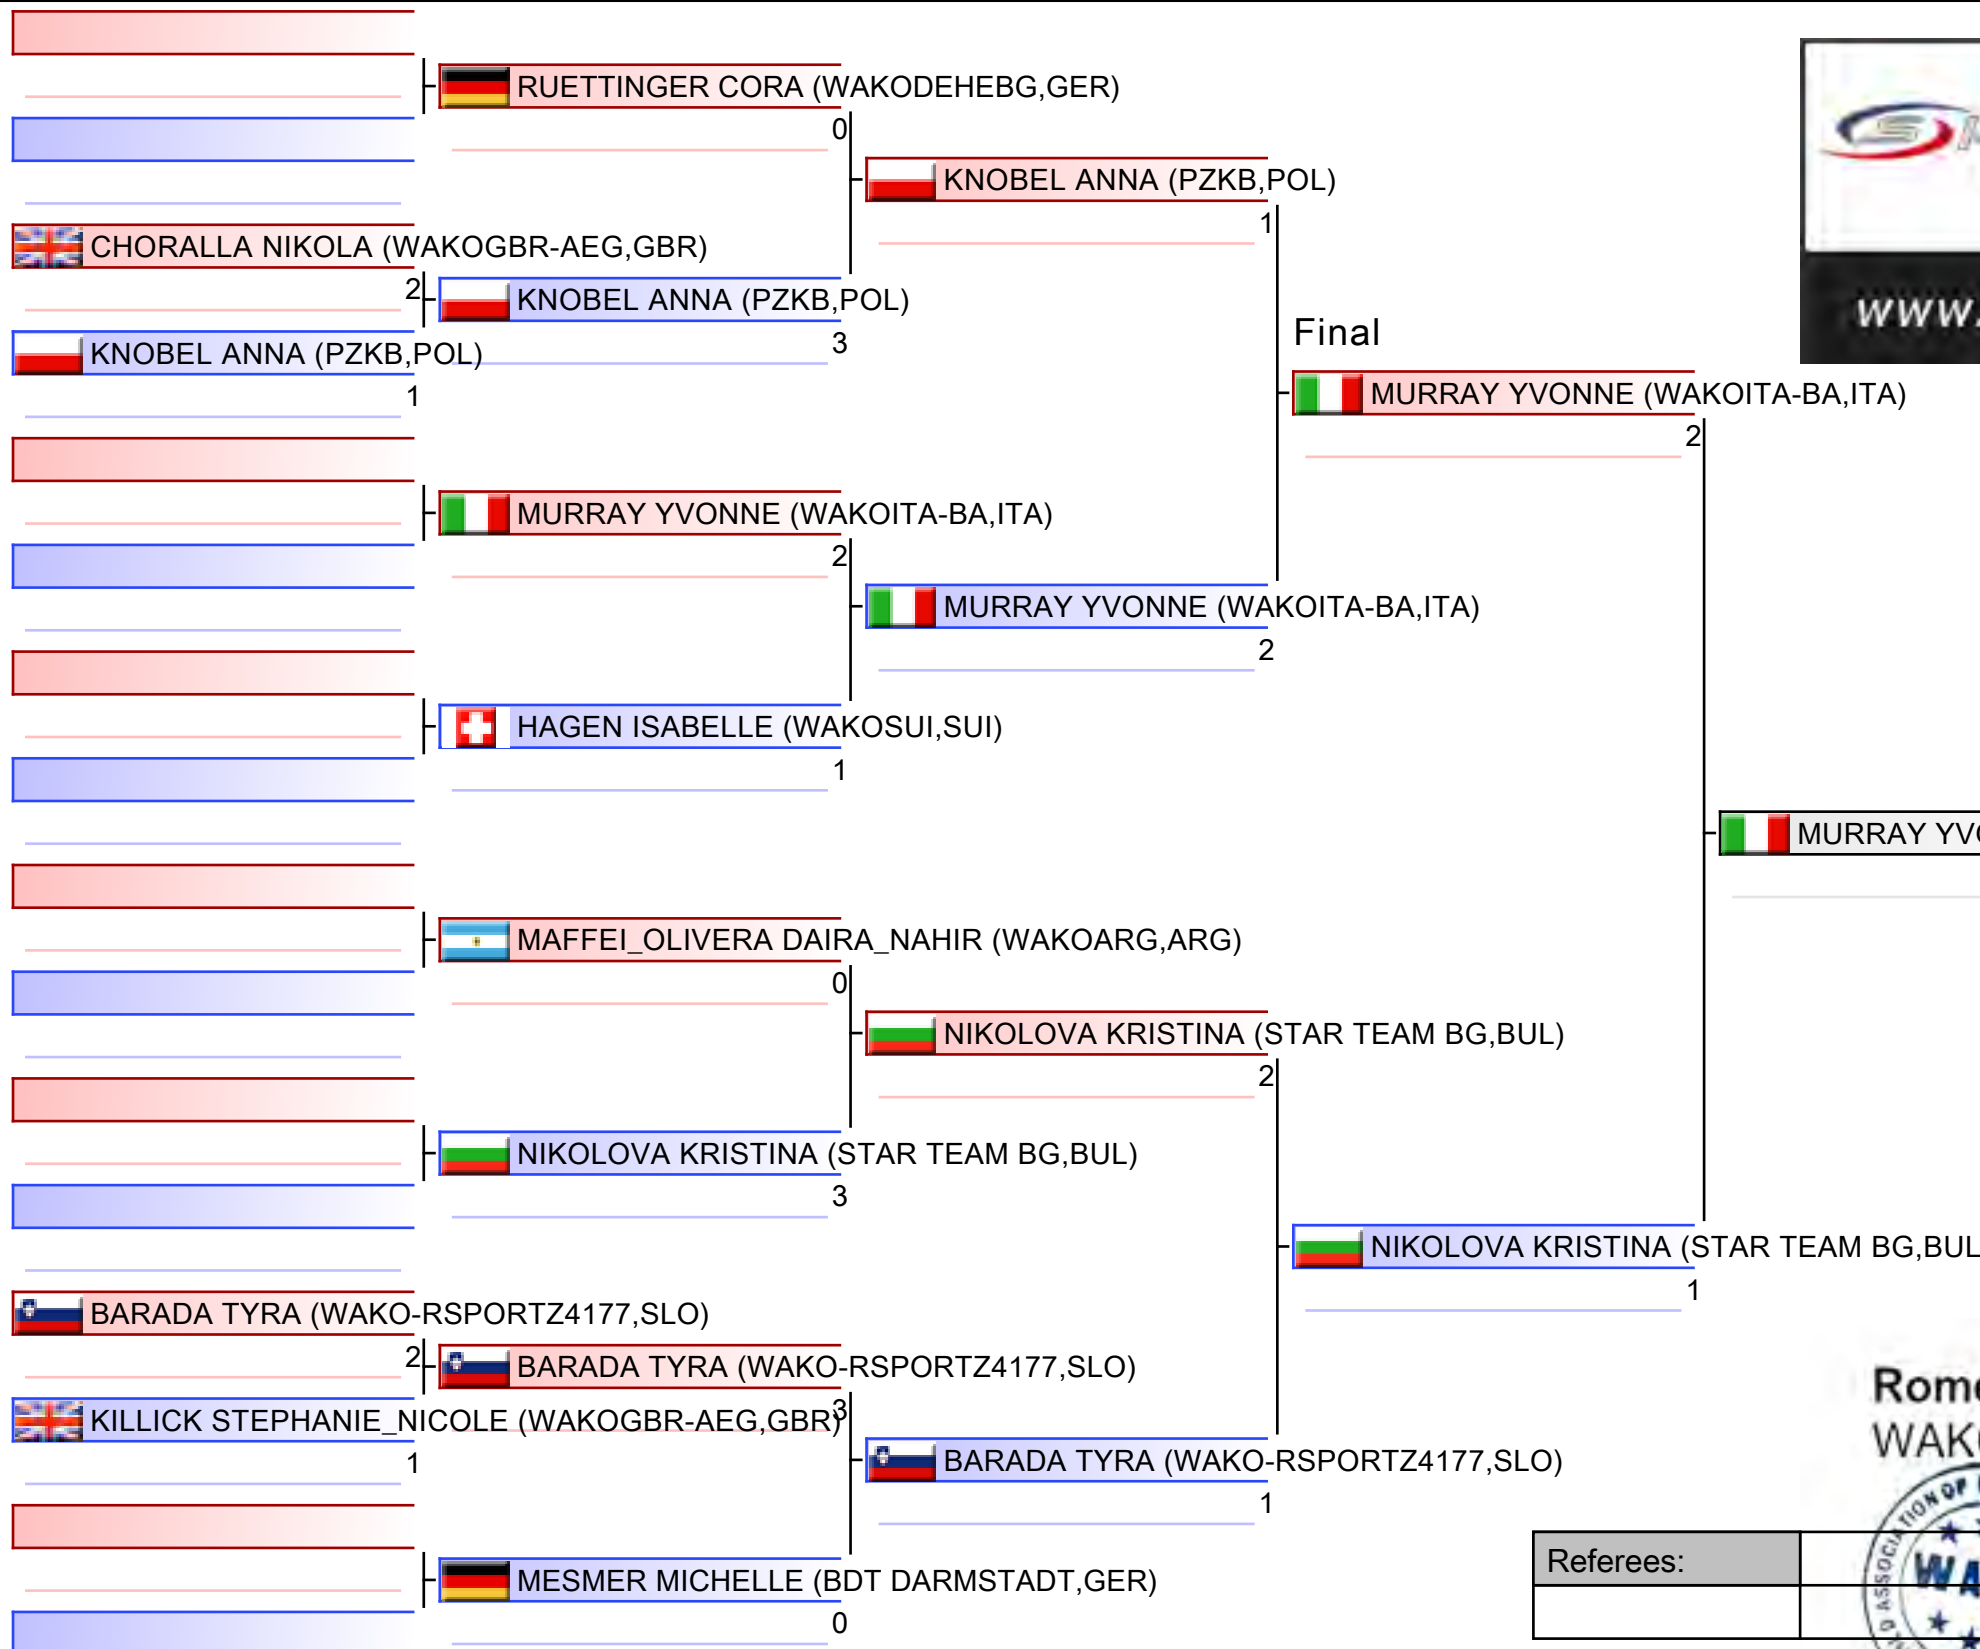 RUETTINGER CORA (WAKODEHEBG,GER)
0
KNOBEL ANNA (PZKB,POL)
1
CHORALLA NIKOLA (WAKOGBR-AEG,GBR)
2
KNOBEL ANNA (PZKB,POL)
3
KNOBEL ANNA (PZKB,POL)
1
Final
www.
MURRAY YVONNE (WAKOITA-BA,ITA)
2
MURRAY YVONNE (WAKOITA-BA,ITA)
2
MURRAY YVONNE (WAKOITA-BA,ITA)
2
HAGEN ISABELLE (WAKOSUI,SUI)
1
MURRAY YVO
MAFFEI_OLIVERA DAIRA_NAHIR (WAKOARG,ARG)
0
NIKOLOVA KRISTINA (STAR TEAM BG,BUL)
2
NIKOLOVA KRISTINA (STAR TEAM BG,BUL)
3
NIKOLOVA KRISTINA (STAR TEAM BG,BUL
1
BARADA TYRA (WAKO-RSPORTZ4177,SLO)
2
BARADA TYRA (WAKO-RSPORTZ4177,SLO)
3
KILLICK STEPHANIE_NICOLE (WAKOGBR-AEG,GBR)
1
BARADA TYRA (WAKO-RSPORTZ4177,SLO)
1
MESMER MICHELLE (BDT DARMSTADT,GER)
0
Rome
WAK
Referees: